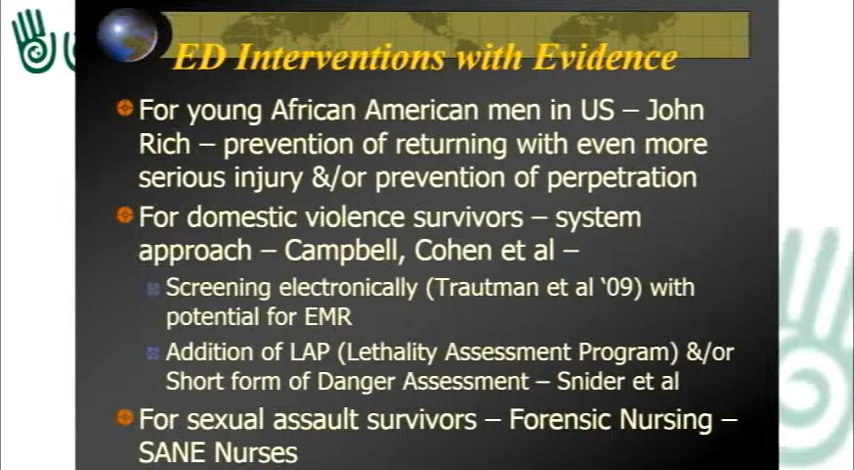 ED Interventions with Evidence
For young African American men in US – John
Rich – prevention of returning with even more
serious injury &/or prevention of perpetration
For domestic violence survivors – system
approach – Campbell, Cohen et al –
Screening electronically (Trautman et al ‘09) with
potential for EMR
Addition of LAP (Lethality Assessment Program) &/or
Short form of Danger Assessment – Snider et al
For sexual assault survivors – Forensic Nursing –
SANE Nurses